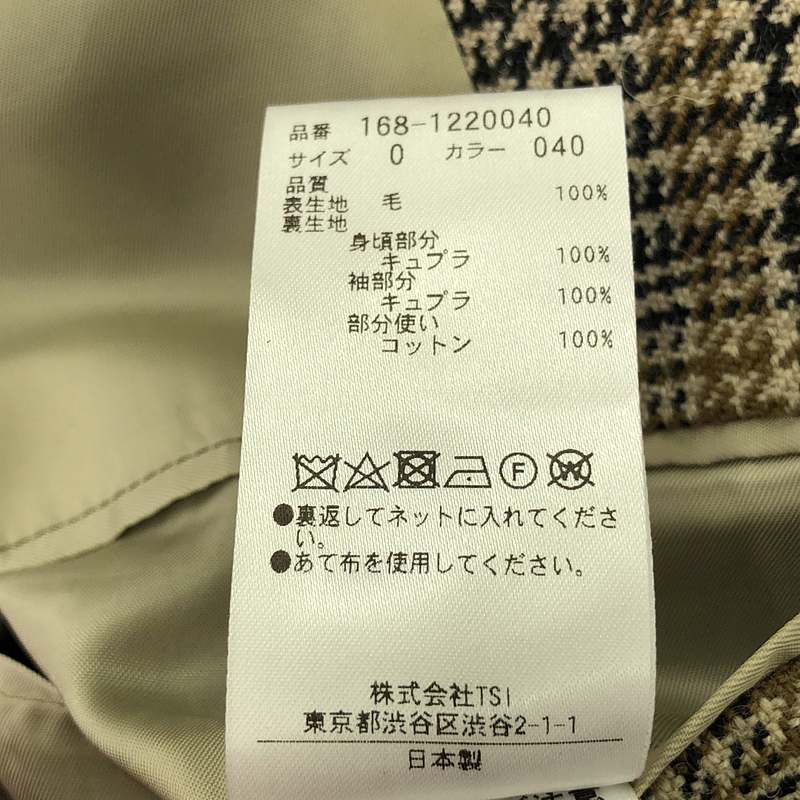 品番 168-1220040
サイズ 0 カラー 040
品質
表生地 毛 100%
裏生地
身頃部分
キュプラ 100%
袖部分
キュプラ 100%
部分使い
コットン 100%
F W
●裏返してネットに入れてくださ
い。
●あて布を使用してください。
株式会社TSI
東京都渋谷区渋谷2-1-1
日本製